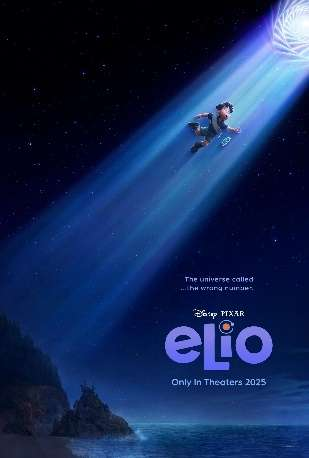 The universe called
...the wrong number.
Disney PIXAR
elio
Only In Theaters 2025